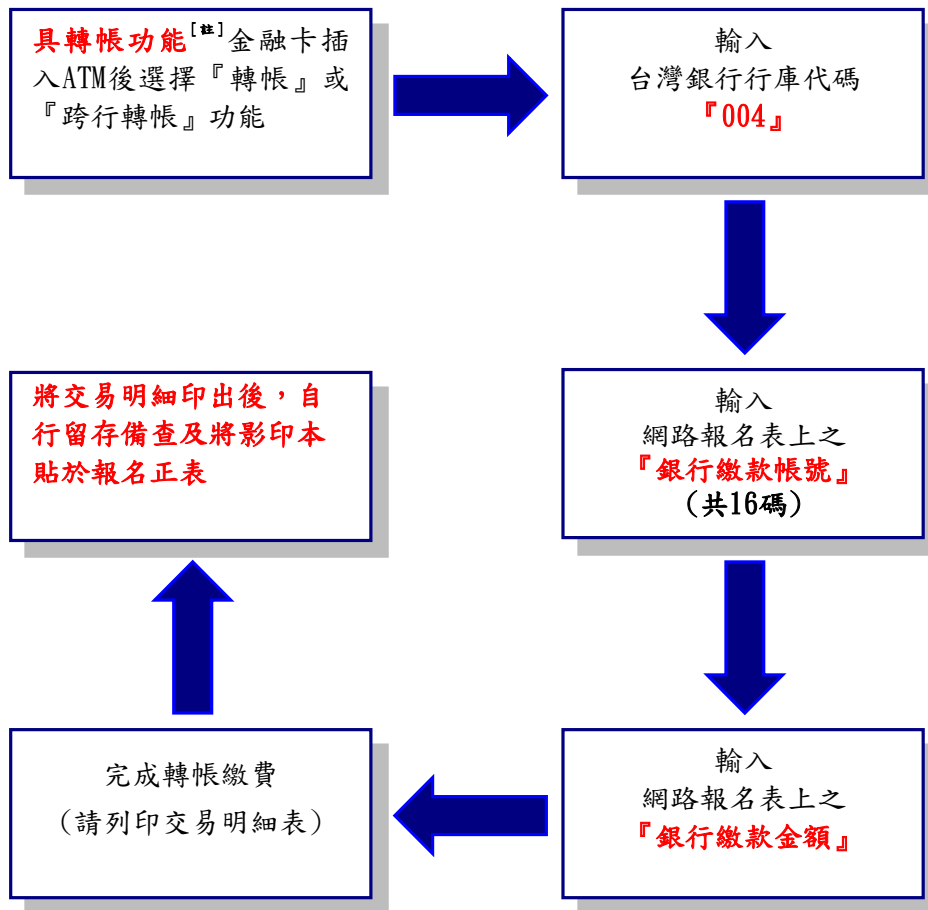 具轉帳功能[註]金融卡插
入ATM後選擇『轉帳』或
『跨行轉帳』功能
輸入
台灣銀行行庫代碼
『004』
輸入
網路報名表上之
『銀行繳款帳號』
(共16碼)
輸入
網路報名表上之
『銀行繳款金額』
完成轉帳繳費
(請列印交易明細表)
將交易明細印出後，自
行留存備查及將影印本
貼於報名正表